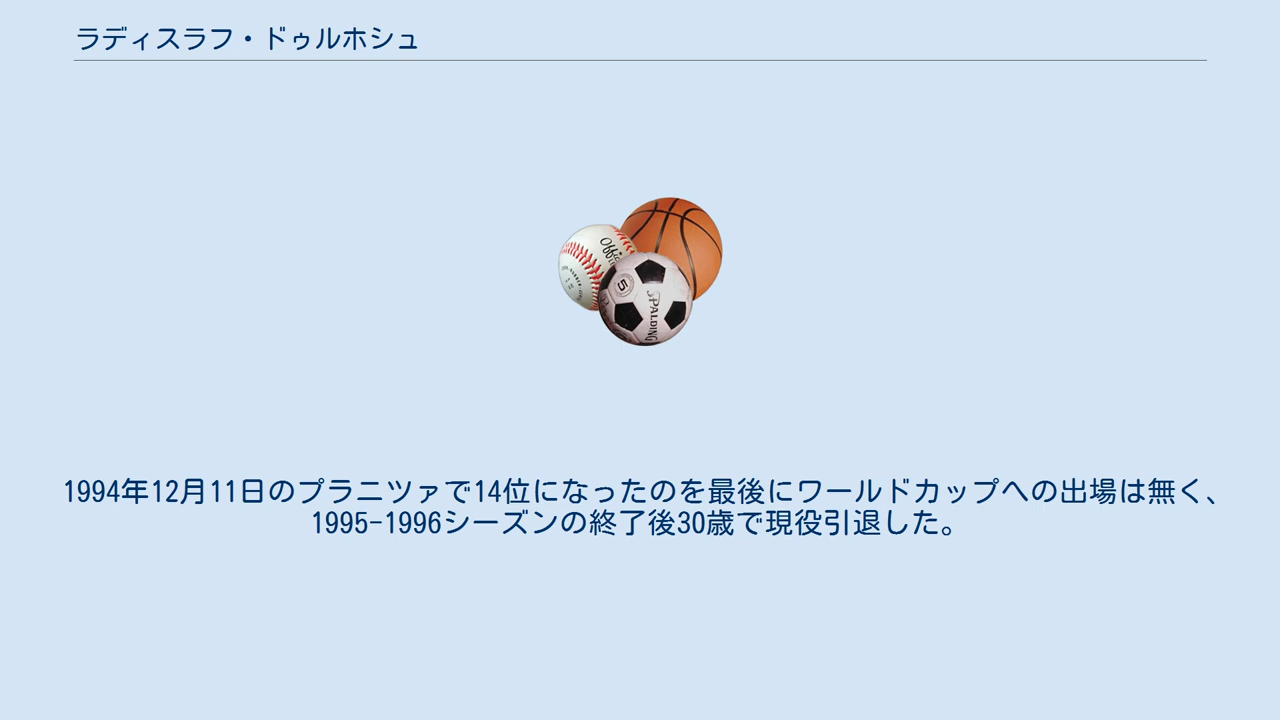 ラディスラフ・ドゥルホシュ
Offici
5
SPALDING
1994年12月11日のプラニツァで14位になったのを最後にワールドカップへの出場は無く、
1995-1996シーズンの終了後30歳で現役引退した。